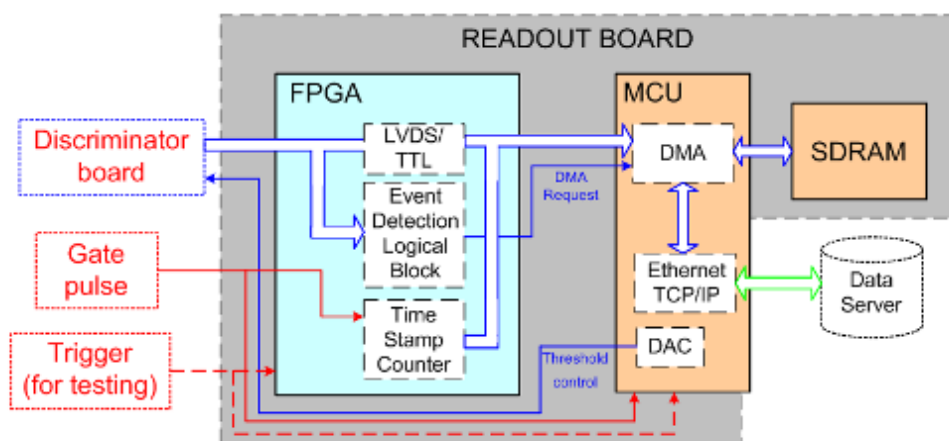 READOUT BOARD
FPGA
MCU
Discriminator
board
LVDS/
TTL
DMA
SDRAM
DMA
Request
Event
Detection
Logical
Block
Gate
pulse
Ethernet
TCP/IP
Data
Server
Time
Stamp
Counter
Trigger
(for testing)
DAC
Threshold
control